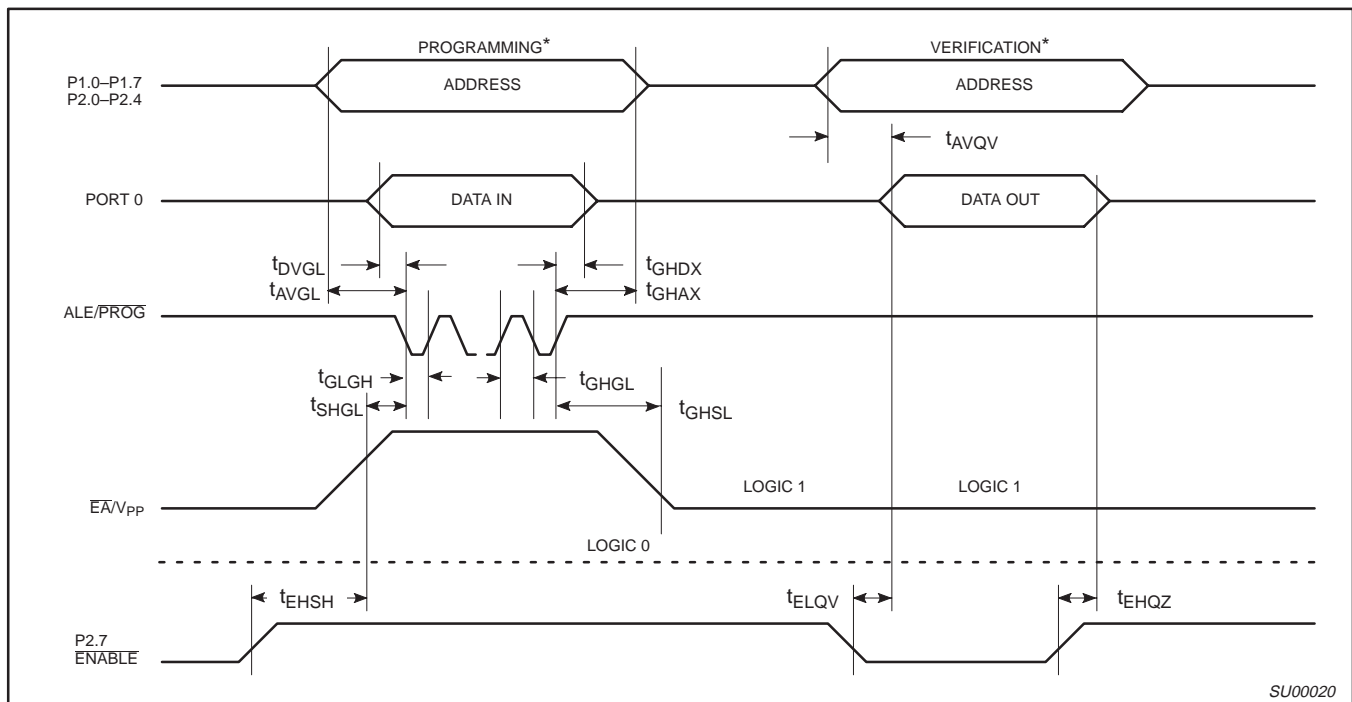 PROGRAMMING*
VERIFICATION*
P1.0–P1.7
P2.0–P2.4
ADDRESS
ADDRESS
tAVQV
PORT 0
DATA IN
DATA OUT
tDVGL
tGHDX
tAVGL
tGHAX
ALE/PROG
tGLGH
tGHGL
tSHGL
tGHSL
LOGIC 1
LOGIC 1
EA/VPP
LOGIC 0
tEHSH
tELQV
tEHQZ
P2.7
ENABLE
SU00020